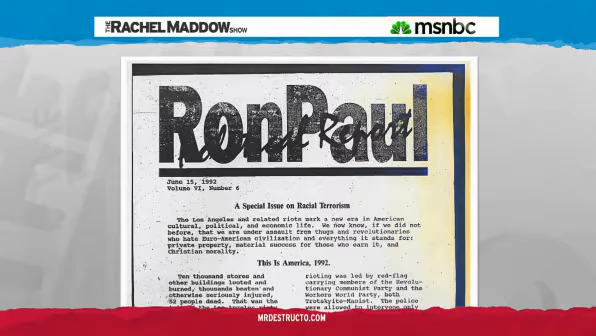 THE RACHEL MADDOW SHOW
msnbc
Ron Paul
Political Report
June 15, 1992
Volume VI, Number 6
A Special Issue on Racial Terrorism
The Los Angeles and related riots mark a new era in American
cultural, political, and economic life. We now know, if we did not
before, that we are under assault from thugs and revolutionaries
who hate Euro-American civilization and everything it stands for:
private property, material success for those who earn it, and
Christian morality.
This Is America, 1992.
Ten thousand stores and
other buildings looted and
burned, thousands beaten and
otherwise seriously injured,
52 people dead. That was the
rioting was led by red-flag
carrying members of the Revolu-
tionary Communist Party and the
Workers World Party, both
Trotskyite-Maoist. The police
were allowed to intervene only
MRDESTRUCTO.COM